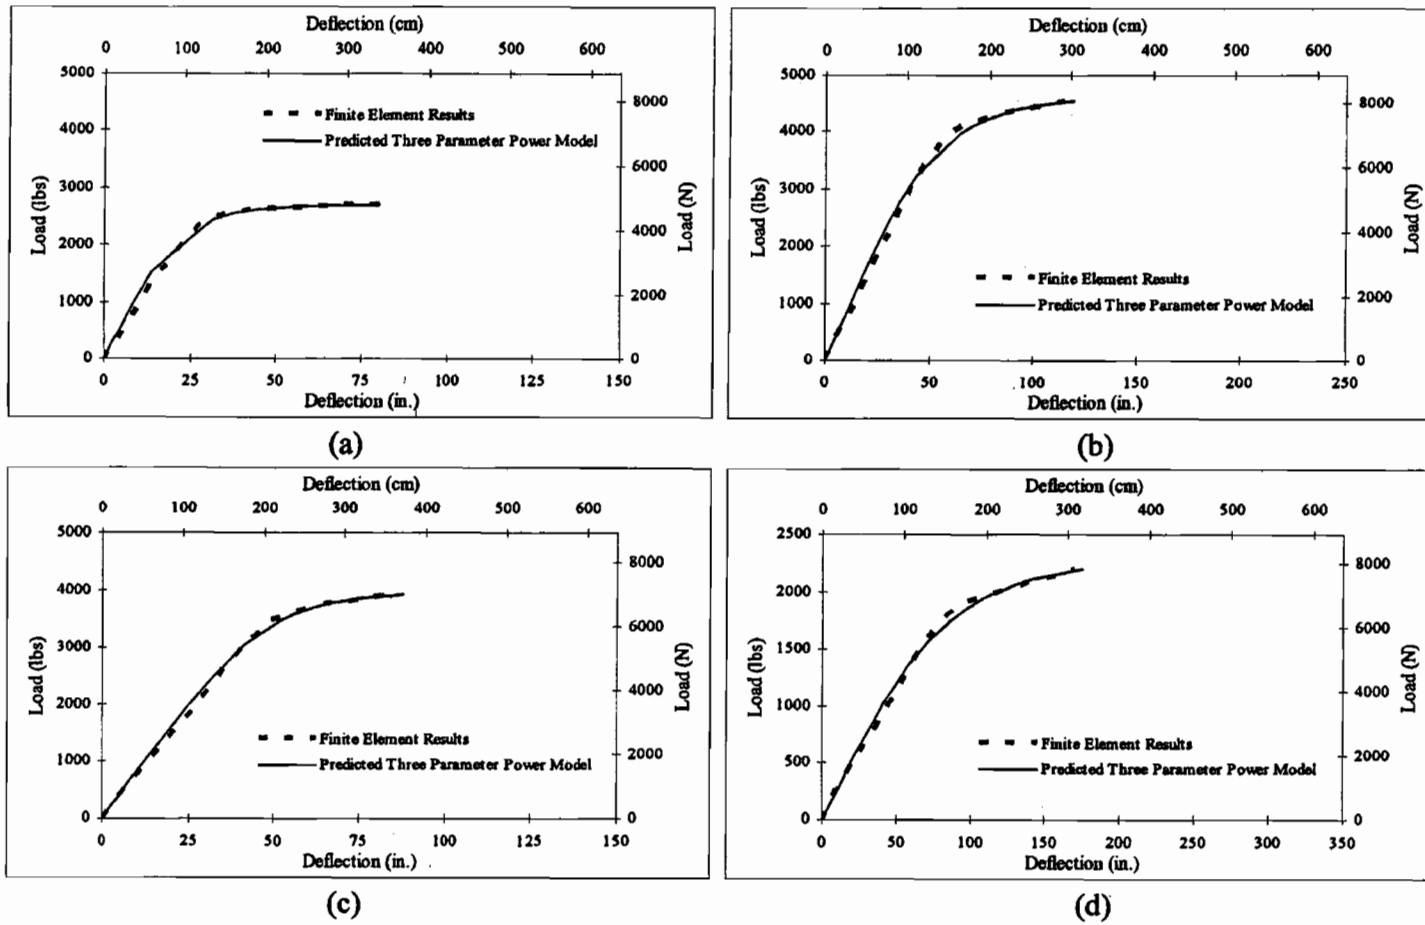 Deflection (cm)
0 100 200 300 400 500 600
5000
4000
3000
2000
1000
0
Load (lbs)
8000
6000
4000
2000
0
Load (N)
Finite Element Results
Predicted Three Parameter Power Model
0 25 50 75 100 125 150
Deflection (in.)
(a)
Deflection (cm)
0 100 200 300 400 500 600
5000
4000
3000
2000
1000
0
Load (lbs)
8000
6000
4000
2000
0
Load (N)
Finite Element Results
Predicted Three Parameter Power Model
0 50 100 150 200 250
Deflection (in.)
(b)
Deflection (cm)
0 100 200 300 400 500 600
5000
4000
3000
2000
1000
0
Load (lbs)
8000
6000
4000
2000
0
Load (N)
Finite Element Results
Predicted Three Parameter Power Model
0 25 50 75 100 125 150
Deflection (in.)
(c)
Deflection (cm)
0 100 200 300 400 500 600
2500
2000
1500
1000
500
0
Load (lbs)
8000
6000
4000
2000
0
Load (N)
Finite Element Results
Predicted Three Parameter Power Model
0 50 100 150 200 250 300 350
Deflection (in.)
(d)